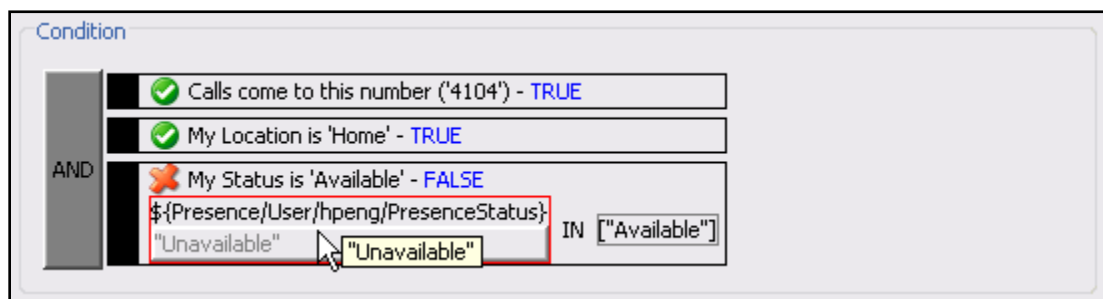 Condition
Calls come to this number ('4104') - TRUE
My Location is 'Home' - TRUE
AND
My Status is 'Available' - FALSE
${Presence/User/hpeng/PresenceStatus}
IN ["Available"]
"Unavailable"
"Unavailable"